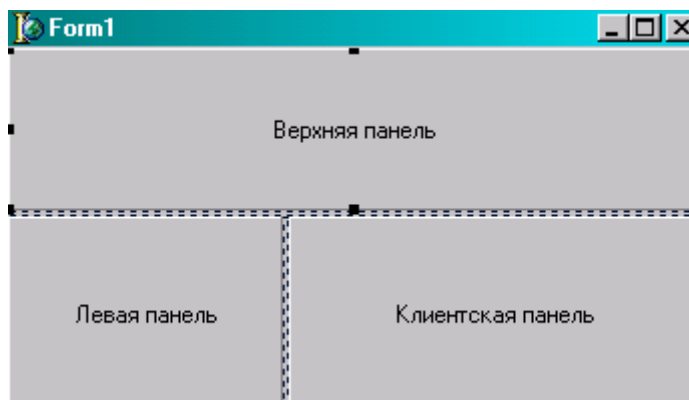 Form1
Верхняя панель
Левая панель
Клиентская панель